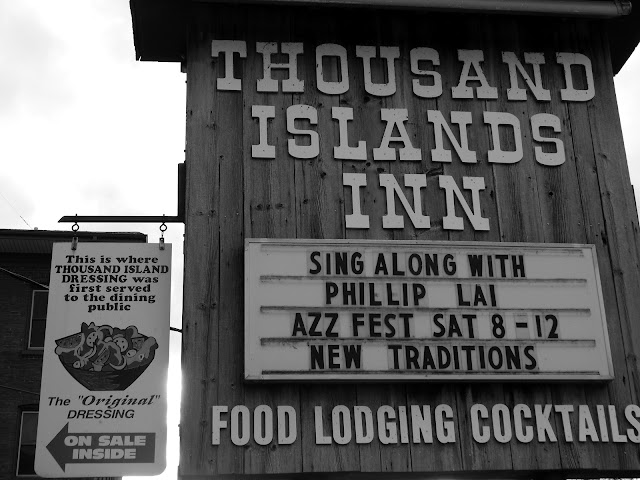 THOUSAND
ISLANDS
INN
SING ALONG WITH
PHILLIP LAI
AZZ FEST SAT 8-12
NEW TRADITIONS
FOOD LODGING COCKTAILS
This is where
THOUSAND ISLAND
DRESSING was
first served
to the dining
public
The "Original"
DRESSING
ON SALE
INSIDE